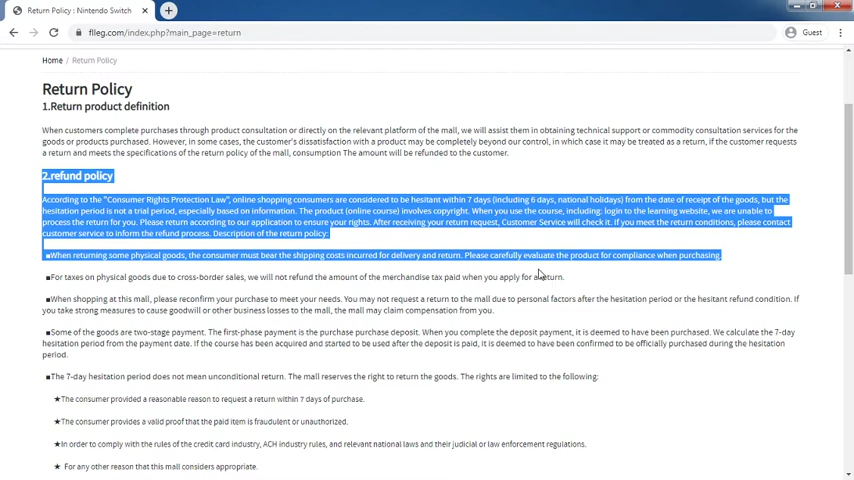 Return Policy : Nintendo Switch
flleg.com/index.php?main_page=return
Guest
Home / Return Policy
Return Policy
1.Return product definition
When customers complete purchases through product consultation or directly on the relevant platform of the mall, we will assist them in obtaining technical support or commodity consultation services for the
goods or products purchased. However, in some cases, the customer's dissatisfaction with a product may be completely beyond our control, in which case it may be treated as a return, if the customer requests
a return and meets the specifications of the return policy of the mall, consumption The amount will be refunded to the customer.
2.refund policy
According to the "Consumer Rights Protection Law", online shopping consumers are considered to be hesitant within 7 days (including 6 days, national holidays) from the date of receipt of the goods, but the
hesitation period is not a trial period, especially based on information. The product (online course) involves copyright. When you use the course, including: login to the learning website, we are unable to
process the return for you. Please return according to our application to ensure your rights. After receiving your return request, Customer Service will check it. If you meet the return conditions, please contact
customer service to inform the refund process. Description of the return policy:
■When returning some physical goods, the consumer must bear the shipping costs incurred for delivery and return. Please carefully evaluate the product for compliance when purchasing.
■For taxes on physical goods due to cross-border sales, we will not refund the amount of the merchandise tax paid when you apply for a return.
■When shopping at this mall, please reconfirm your purchase to meet your needs. You may not request a return to the mall due to personal factors after the hesitation period or the hesitant refund condition. If
you take strong measures to cause goodwill or other business losses to the mall, the mall may claim compensation from you.
■Some of the goods are two-stage payment. The first-phase payment is the purchase purchase deposit. When you complete the deposit payment, it is deemed to have been purchased. We calculate the 7-day
hesitation period from the payment date. If the course has been acquired and started to be used after the deposit is paid, it is deemed to have been confirmed to be officially purchased during the hesitation
period.
■The 7-day hesitation period does not mean unconditional return. The mall reserves the right to return the goods. The rights are limited to the following:
★The consumer provided a reasonable reason to request a return within 7 days of purchase.
★The consumer provides a valid proof that the paid item is fraudulent or unauthorized.
★In order to comply with the rules of the credit card industry, ACH industry rules, and relevant national laws and their judicial or law enforcement regulations.
★ For any other reason that this mall considers appropriate.